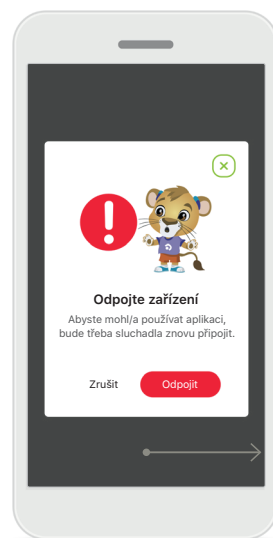 Odpojte zařízení
Abyste mohl/a používat aplikaci,
bude třeba sluchadla znovu připojit.
Zrušit
Odpojit